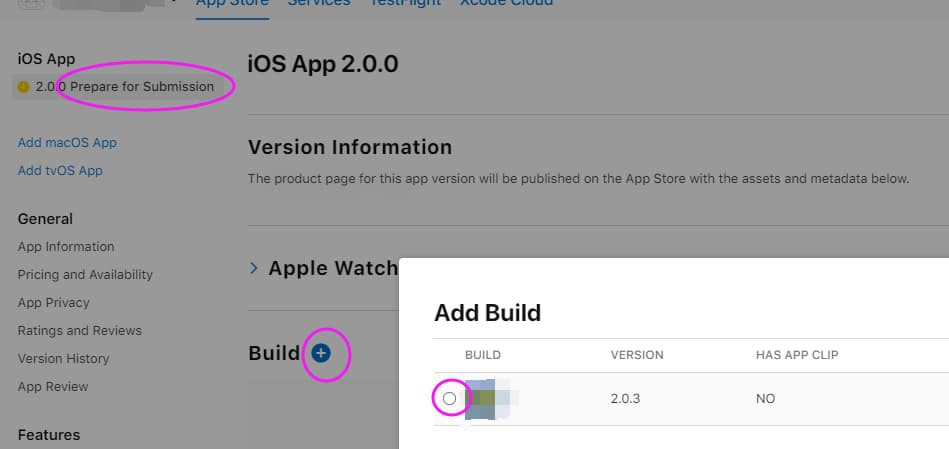 App Store Services TestFlight Xcode Cloud
iOS App
2.0.0 Prepare for Submission
Add macOS App
Add tvOS App
General
App Information
Pricing and Availability
App Privacy
Ratings and Reviews
Version History
App Review
Features
iOS App 2.0.0
Version Information
The product page for this app version will be published on the App Store with the assets and metadata below.
Apple Watch
Build
Add Build
BUILD VERSION HAS APP CLIP
2.0.3 NO